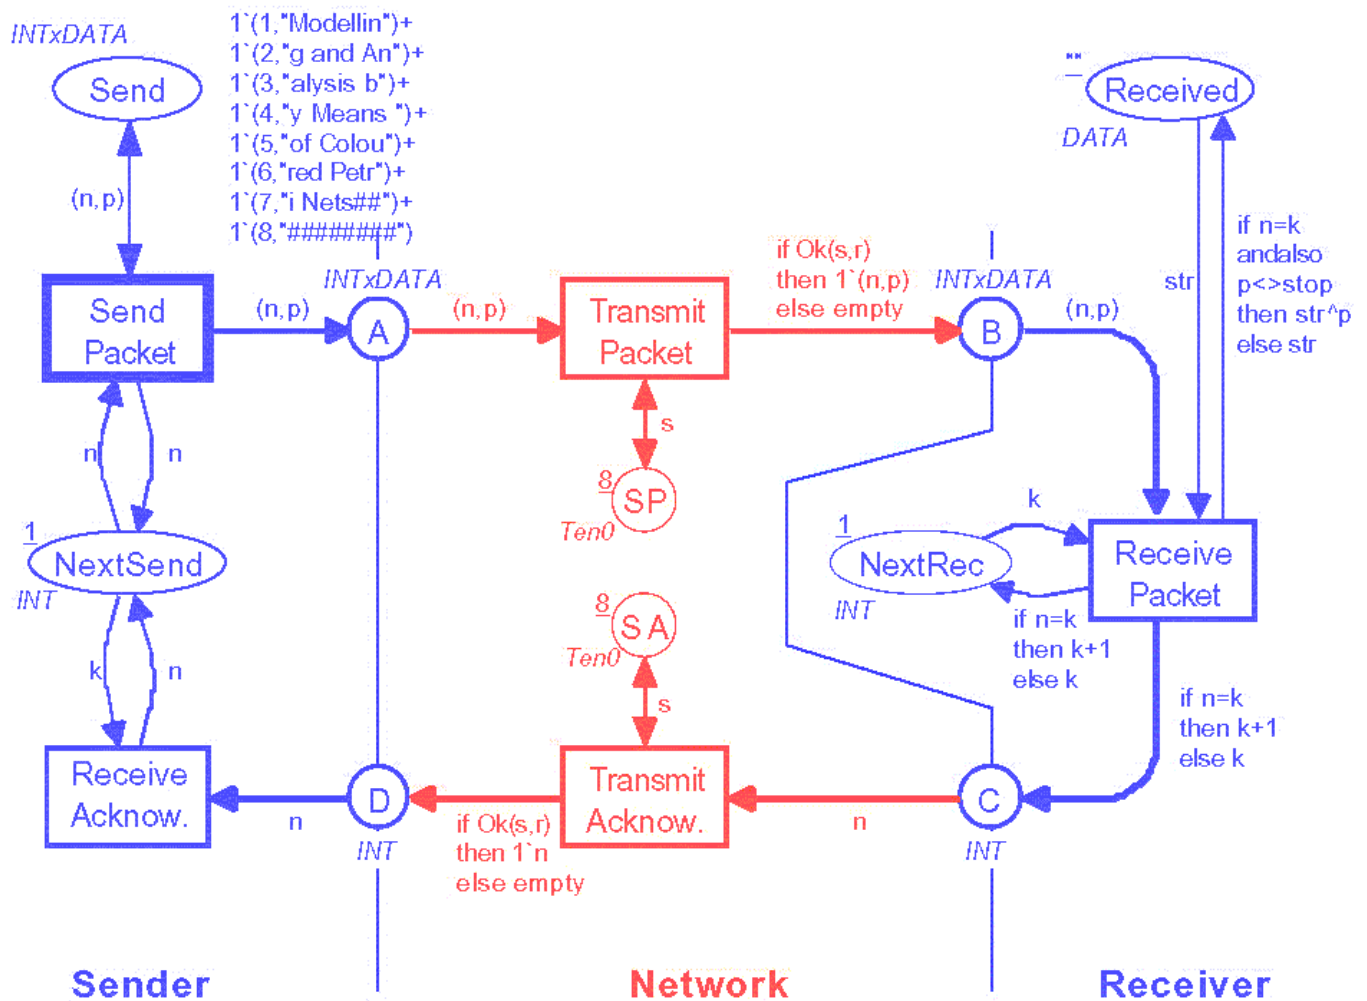 INTxDATA
Send
1`(1,"Modellin")+
1`(2,"g and An")+
1`(3,"alysis b")+
1`(4,"y Means ")+
1`(5,"of Colou")+
1`(6,"red Petr")+
1`(7,"i Nets##")+
1`(8,"########")
""
Received
DATA
(n,p)
Send
Packet
(n,p)
INTxDATA
A
(n,p)
Transmit
Packet
if Ok(s,r)
then 1`(n,p)
else empty
INTxDATA
B
(n,p)
str
if n=k
andalso
p<>stop
then str^p
else str
n
n
s
8
SP
Ten0
1
NextSend
INT
1
NextRec
INT
k
Receive
Packet
if n=k
then k+1
else k
8
SA
Ten0
s
k
n
if n=k
then k+1
else k
Receive
Acknow.
n
D
INT
if Ok(s,r)
then 1`n
else empty
Transmit
Acknow.
n
C
INT
Sender
Network
Receiver